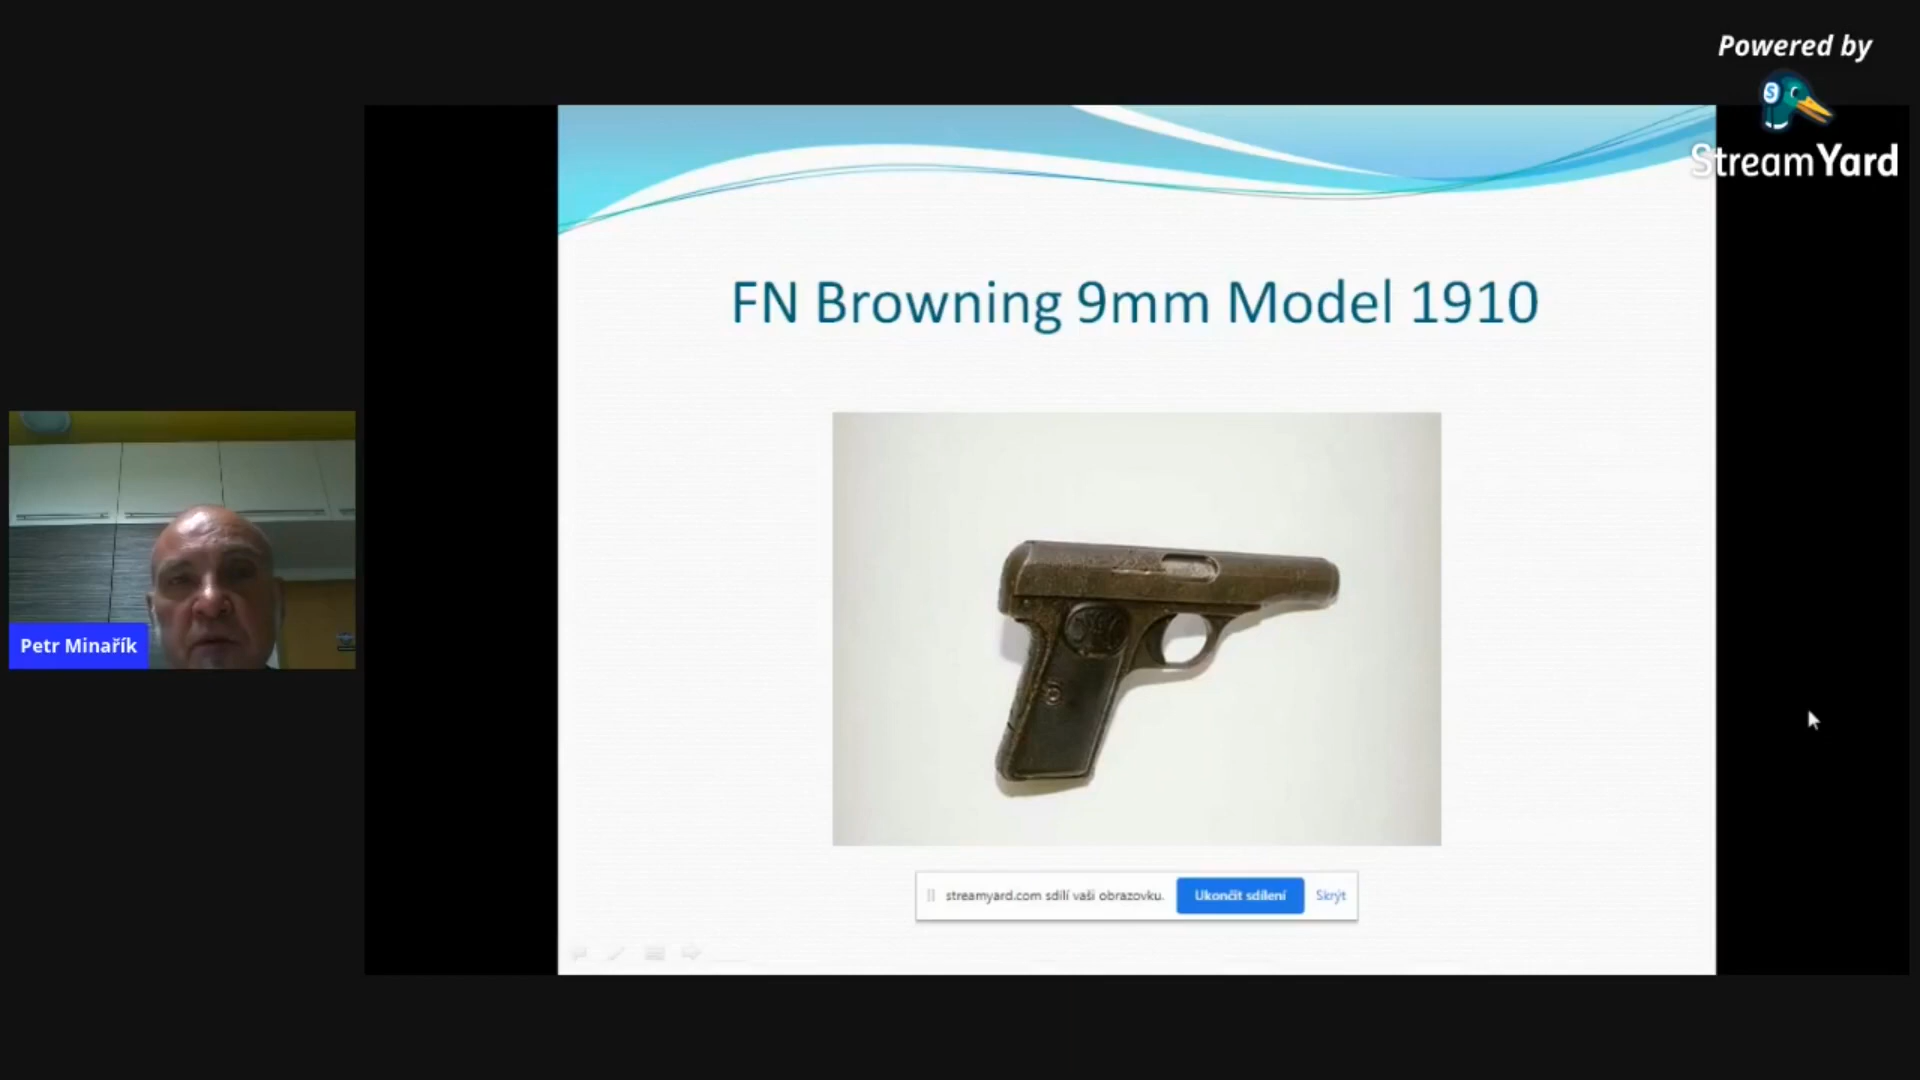 Powered by
StreamYard
FN Browning 9mm Model 1910
Petr Minařík
streamyard.com sdílí vaši obrazovku. Ukončit sdílení Skrýt